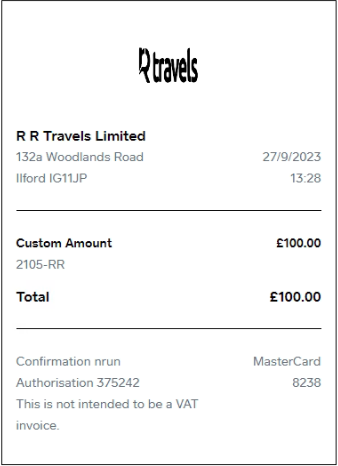 R travels
R R Travels Limited
132a Woodlands Road 27/9/2023
Ilford IG11JP 13:28
Custom Amount £100.00
2105-RR
Total £100.00
Confirmation nrun MasterCard
Authorisation 375242 8238
This is not intended to be a VAT
invoice.